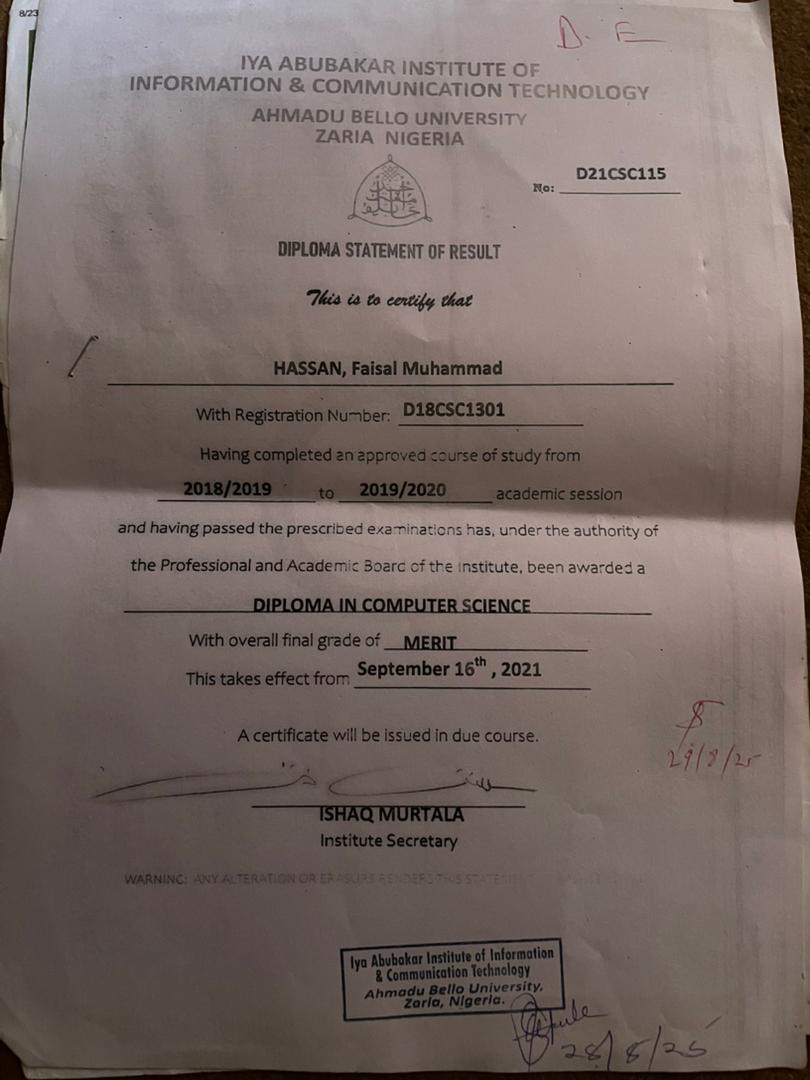 8/23
D. E
IYA ABUBAKAR INSTITUTE OF
INFORMATION & COMMUNICATION TECHNOLOGY
AHMADU BELLO UNIVERSITY
ZARIA NIGERIA
No: D21CSC115
DIPLOMA STATEMENT OF RESULT
This is to certify that
HASSAN, Faisal Muhammad
With Registration Number: D18CSC1301
Having completed an approved course of study from
2018/2019 to 2019/2020 academic session
and having passed the prescribed examinations has, under the authority of
the Professional and Academic Board of the Institute, been awarded a
DIPLOMA IN COMPUTER SCIENCE
With overall final grade of MERIT
This takes effect from September 16th, 2021
A certificate will be issued in due course.
29/8/25
ISHAQ MURTALA
Institute Secretary
WARNING: ANY ALTERATION OR ERASURE RENDERS THIS STATEMENT
Iya Abubakar Institute of Information
& Communication Technology
Ahmadu Bello University,
Zaria, Nigeria.
28/8/25